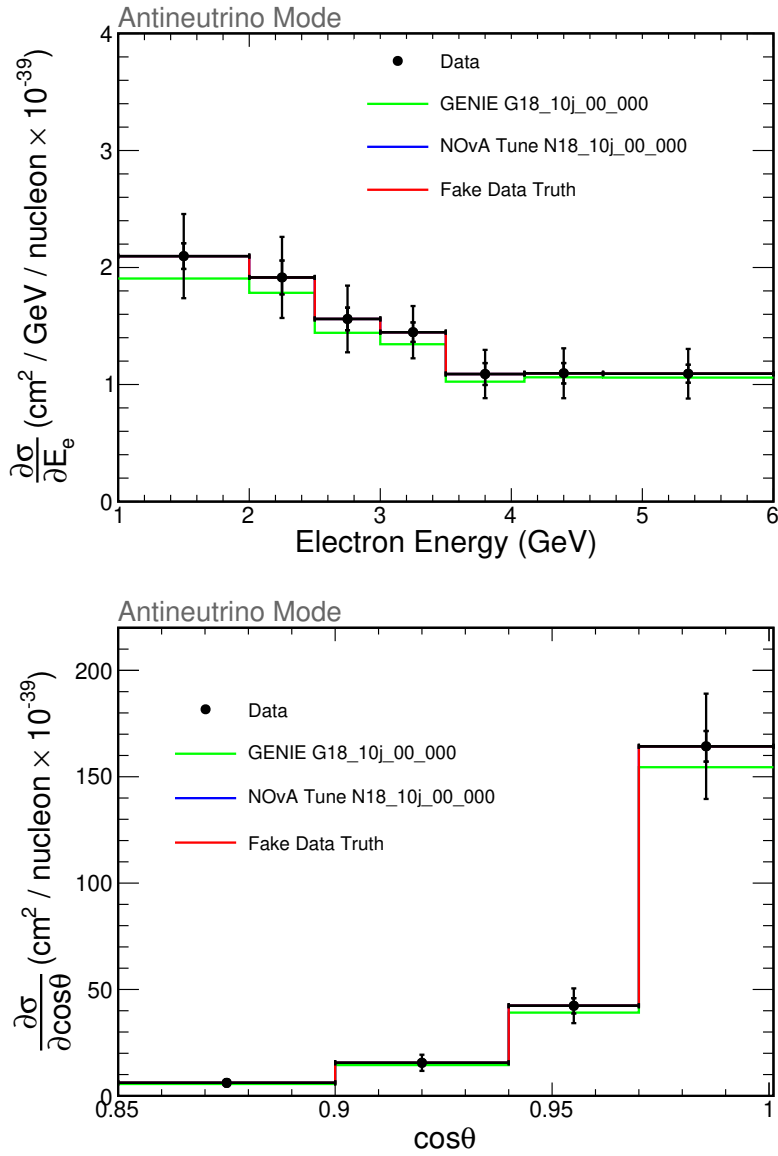 Antineutrino Mode
4
3
2
1
0
∂σ/∂E_e (cm² / GeV / nucleon × 10⁻³⁹)
Data
GENIE G18_10j_00_000
NOvA Tune N18_10j_00_000
Fake Data Truth
1 2 3 4 5 6
Electron Energy (GeV)
Antineutrino Mode
200
150
100
50
0
∂σ/∂cosθ (cm² / nucleon × 10⁻³⁹)
Data
GENIE G18_10j_00_000
NOvA Tune N18_10j_00_000
Fake Data Truth
0.85 0.9 0.95 1
cosθ